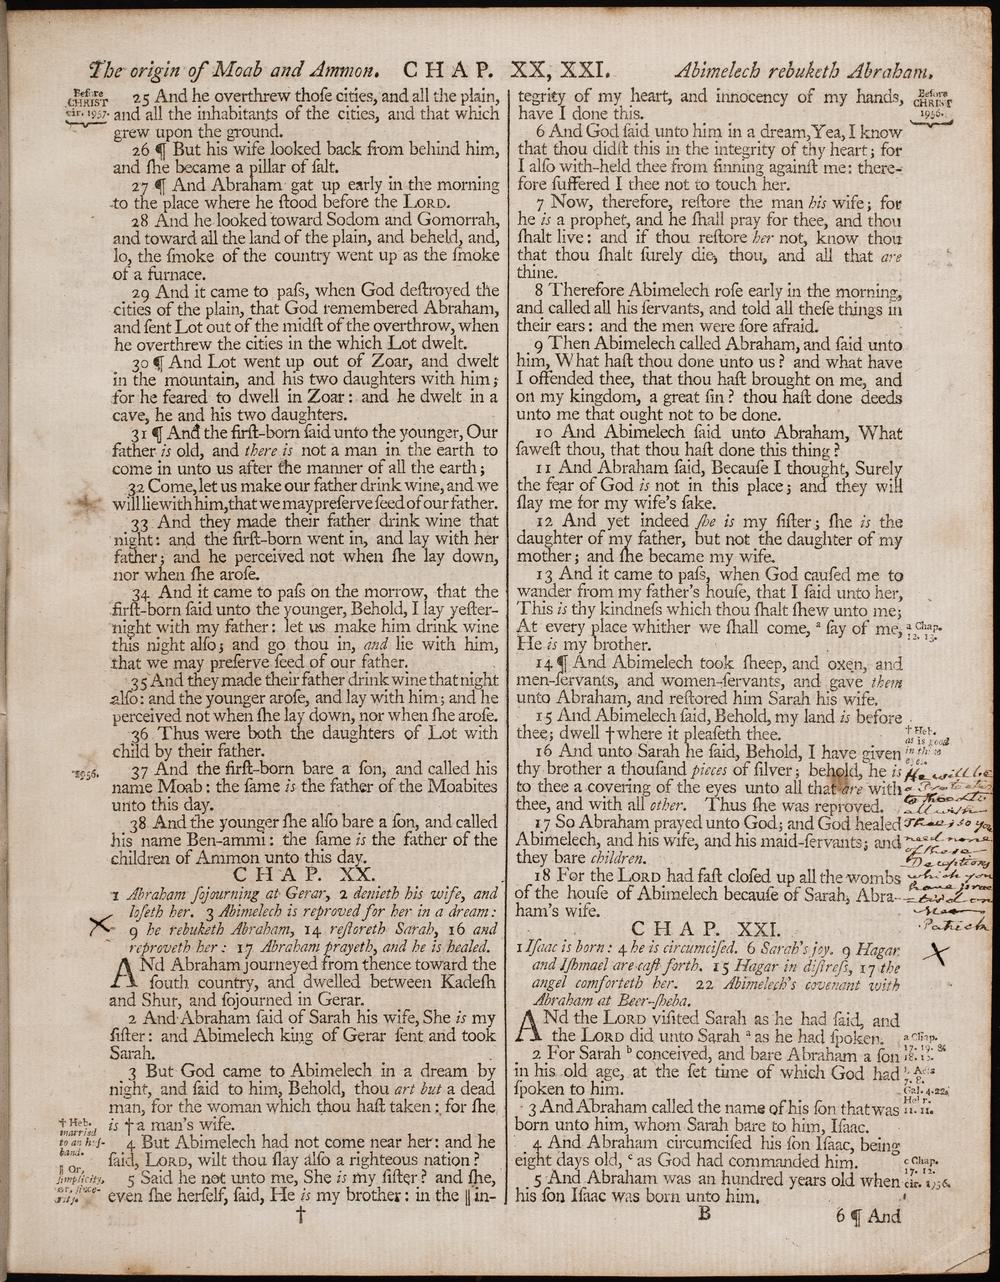 The origin of Moab and Ammon. CHAP. XX, XXI. Abimelech rebuketh Abraham.
Before
CHRIST
cir. 1957.
25 And he overthrew thoſe cities, and all the plain,
and all the inhabitants of the cities, and that which
grew upon the ground.
26 ¶ But his wife looked back from behind him,
and ſhe became a pillar of ſalt.
27 ¶ And Abraham gat up early in the morning
to the place where he ſtood before the LORD.
28 And he looked toward Sodom and Gomorrah,
and toward all the land of the plain, and beheld, and,
lo, the ſmoke of the country went up as the ſmoke
of a furnace.
29 And it came to paſs, when God deſtroyed the
cities of the plain, that God remembered Abraham,
and ſent Lot out of the midſt of the overthrow, when
he overthrew the cities in the which Lot dwelt.
30 ¶ And Lot went up out of Zoar, and dwelt
in the mountain, and his two daughters with him;
for he feared to dwell in Zoar: and he dwelt in a
cave, he and his two daughters.
31 ¶ And the firſt-born ſaid unto the younger, Our
father is old, and there is not a man in the earth to
come in unto us after the manner of all the earth;
32 Come, let us make our father drink wine, and we
will lie with him, that we may preſerve ſeed of our father.
33 And they made their father drink wine that
night: and the firſt-born went in, and lay with her
father; and he perceived not when ſhe lay down,
nor when ſhe aroſe.
34 And it came to paſs on the morrow, that the
firſt-born ſaid unto the younger, Behold, I lay yeſter-
night with my father: let us make him drink wine
this night alſo; and go thou in, and lie with him,
that we may preſerve ſeed of our father.
35 And they made their father drink wine that night
alſo: and the younger aroſe, and lay with him; and he
perceived not when ſhe lay down, nor when ſhe aroſe.
36 Thus were both the daughters of Lot with
child by their father.
1956.
37 And the firſt-born bare a ſon, and called his
name Moab: the ſame is the father of the Moabites
unto this day.
38 And the younger ſhe alſo bare a ſon, and called
his name Ben-ammi: the ſame is the father of the
children of Ammon unto this day.
CHAP. XX.
1 Abraham ſojourning at Gerar, 2 denieth his wife, and
loſeth her. 3 Abimelech is reproved for her in a dream:
9 he rebuketh Abraham, 14 reſtoreth Sarah, 16 and
reproveth her: 17 Abraham prayeth, and he is healed.
ANd Abraham journeyed from thence toward the
ſouth country, and dwelled between Kadeſh
and Shur, and ſojourned in Gerar.
2 And Abraham ſaid of Sarah his wife, She is my
ſiſter: and Abimelech king of Gerar ſent and took
Sarah.
3 But God came to Abimelech in a dream by
night, and ſaid to him, Behold, thou art but a dead
man, for the woman which thou haſt taken: for ſhe
is † a man's wife.
† Heb.
married
to an huſ-
band.
4 But Abimelech had not come near her: and he
ſaid, LORD, wilt thou ſlay alſo a righteous nation?
5 Said he not unto me, She is my ſiſter? and ſhe,
even ſhe herſelf, ſaid, He is my brother: in the ‖ in-
‖ Or,
ſimplicity,
or, ſince-
rity.
†
Before
CHRIST
1956.
tegrity of my heart, and innocency of my hands,
have I done this.
6 And God ſaid unto him in a dream, Yea, I know
that thou didſt this in the integrity of thy heart; for
I alſo with-held thee from ſinning againſt me: there-
fore ſuffered I thee not to touch her.
7 Now, therefore, reſtore the man his wife; for
he is a prophet, and he ſhall pray for thee, and thou
ſhalt live: and if thou reſtore her not, know thou
that thou ſhalt ſurely die, thou, and all that are
thine.
8 Therefore Abimelech roſe early in the morning,
and called all his ſervants, and told all theſe things in
their ears: and the men were ſore afraid.
9 Then Abimelech called Abraham, and ſaid unto
him, What haſt thou done unto us? and what have
I offended thee, that thou haſt brought on me, and
on my kingdom, a great ſin? thou haſt done deeds
unto me that ought not to be done.
10 And Abimelech ſaid unto Abraham, What
ſaweſt thou, that thou haſt done this thing?
11 And Abraham ſaid, Becauſe I thought, Surely
the fear of God is not in this place; and they will
ſlay me for my wife's ſake.
12 And yet indeed ſhe is my ſiſter; ſhe is the
daughter of my father, but not the daughter of my
mother; and ſhe became my wife.
13 And it came to paſs, when God cauſed me to
wander from my father's houſe, that I ſaid unto her,
This is thy kindneſs which thou ſhalt ſhew unto me;
At every place whither we ſhall come, ª ſay of me,
He is my brother.
a Chap.
12. 13.
14 ¶ And Abimelech took ſheep, and oxen, and
men-ſervants, and women-ſervants, and gave them
unto Abraham, and reſtored him Sarah his wife.
15 And Abimelech ſaid, Behold, my land is before
thee; dwell † where it pleaſeth thee.
† Heb.
as is good
in thine
eyes.
16 And unto Sarah he ſaid, Behold, I have given
thy brother a thouſand pieces of ſilver; behold, he is
to thee a covering of the eyes unto all that are with
thee, and with all other. Thus ſhe was reproved.
17 So Abraham prayed unto God; and God healed
Abimelech, and his wife, and his maid-ſervants; and
they bare children.
18 For the LORD had faſt cloſed up all the wombs
of the houſe of Abimelech becauſe of Sarah, Abra-
ham's wife.
He will be
a Protector
to thee
all
Thee; so you
need none
of these
Deceptions
which you
have prac
tised on
CHAP. XXI.
1 Iſaac is born: 4 he is circumciſed. 6 Sarah's joy. 9 Hagar
and Iſhmael are caſt forth. 15 Hagar in diſtreſs, 17 the
angel comforteth her. 22 Abimelech's covenant with
Abraham at Beer-ſheba.
ANd the LORD viſited Sarah as he had ſaid, and
the LORD did unto Sarah ª as he had ſpoken.
2 For Sarah ᵇ conceived, and bare Abraham a ſon
in his old age, at the ſet time of which God had
ſpoken to him.
a Chap.
17. 19. &
18. 10.
b Acts
7. 8.
Gal. 4. 22.
Heb.
11. 11.
3 And Abraham called the name of his ſon that was
born unto him, whom Sarah bare to him, Iſaac.
4 And Abraham circumciſed his ſon Iſaac, being
eight days old, ᶜ as God had commanded him.
c Chap.
17. 12.
5 And Abraham was an hundred years old when
his ſon Iſaac was born unto him.
cir. 1956.
B 6 ¶ And